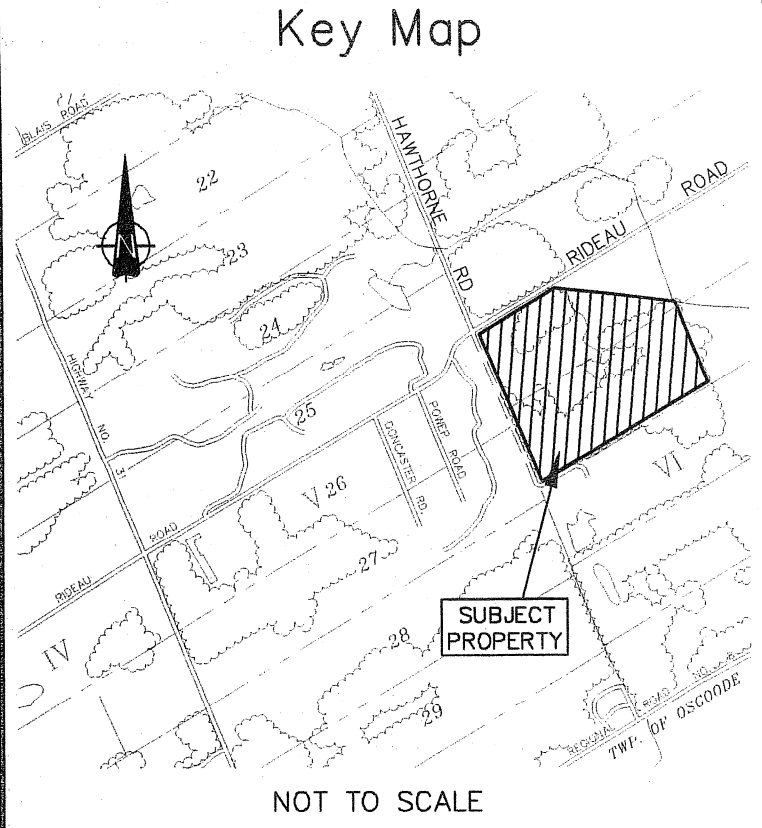 Key Map
BLAIS ROAD
HAWTHORNE RD
RIDEAU ROAD
22
N
23
24
HIGHWAY NO. 31
25
POWER ROAD
DONCASTER RD.
V 26
VI
ROAD
RIDEAU
27
SUBJECT
PROPERTY
IV
28
29
REGIONAL ROAD NO. 8
TWP. OF OSGOODE
NOT TO SCALE